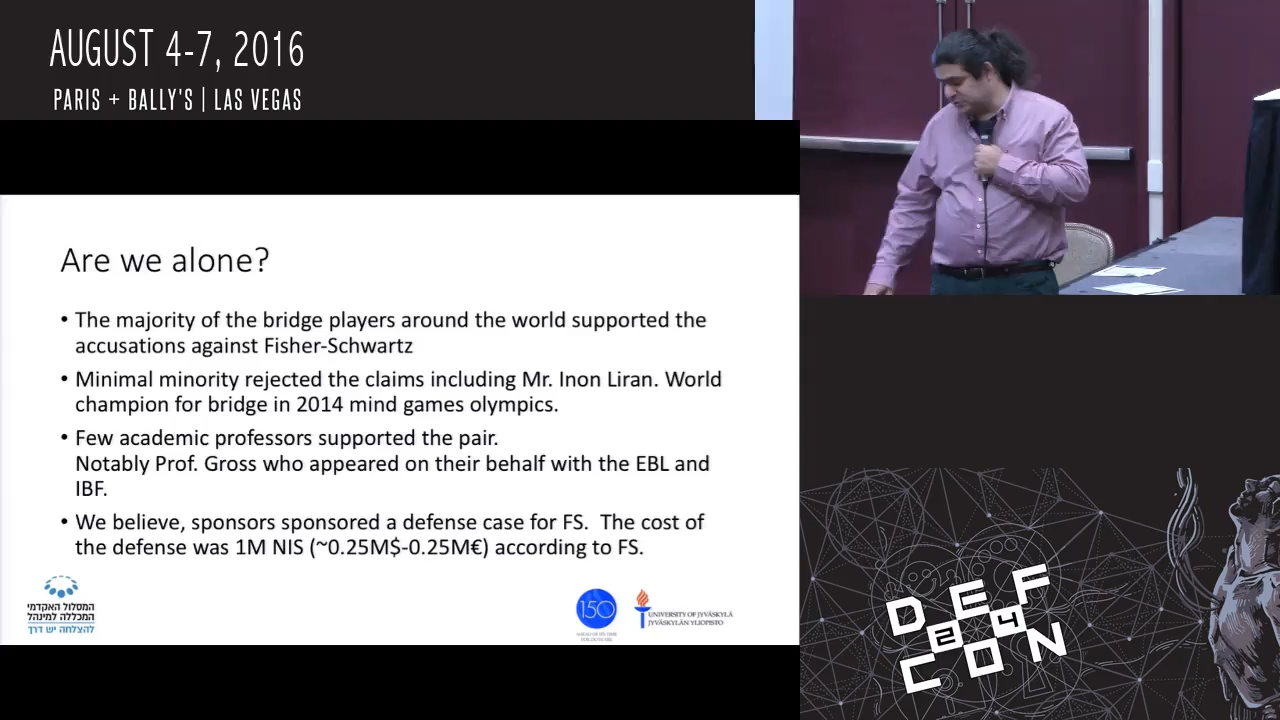 AUGUST 4-7, 2016
PARIS + BALLY'S | LAS VEGAS
Are we alone?
• The majority of the bridge players around the world supported the
accusations against Fisher-Schwartz
• Minimal minority rejected the claims including Mr. Inon Liran. World
champion for bridge in 2014 mind games olympics.
• Few academic professors supported the pair.
Notably Prof. Gross who appeared on their behalf with the EBL and
IBF.
• We believe, sponsors sponsored a defense case for FS. The cost of
the defense was 1M NIS (~0.25M$-0.25M€) according to FS.
המסלול האקדמי
המכללה למינהל
להצלחה יש דרך
150
UNIVERSITY OF JYVÄSKYLÄ
JYVÄSKYLÄN YLIOPISTO
DEF
24
CON